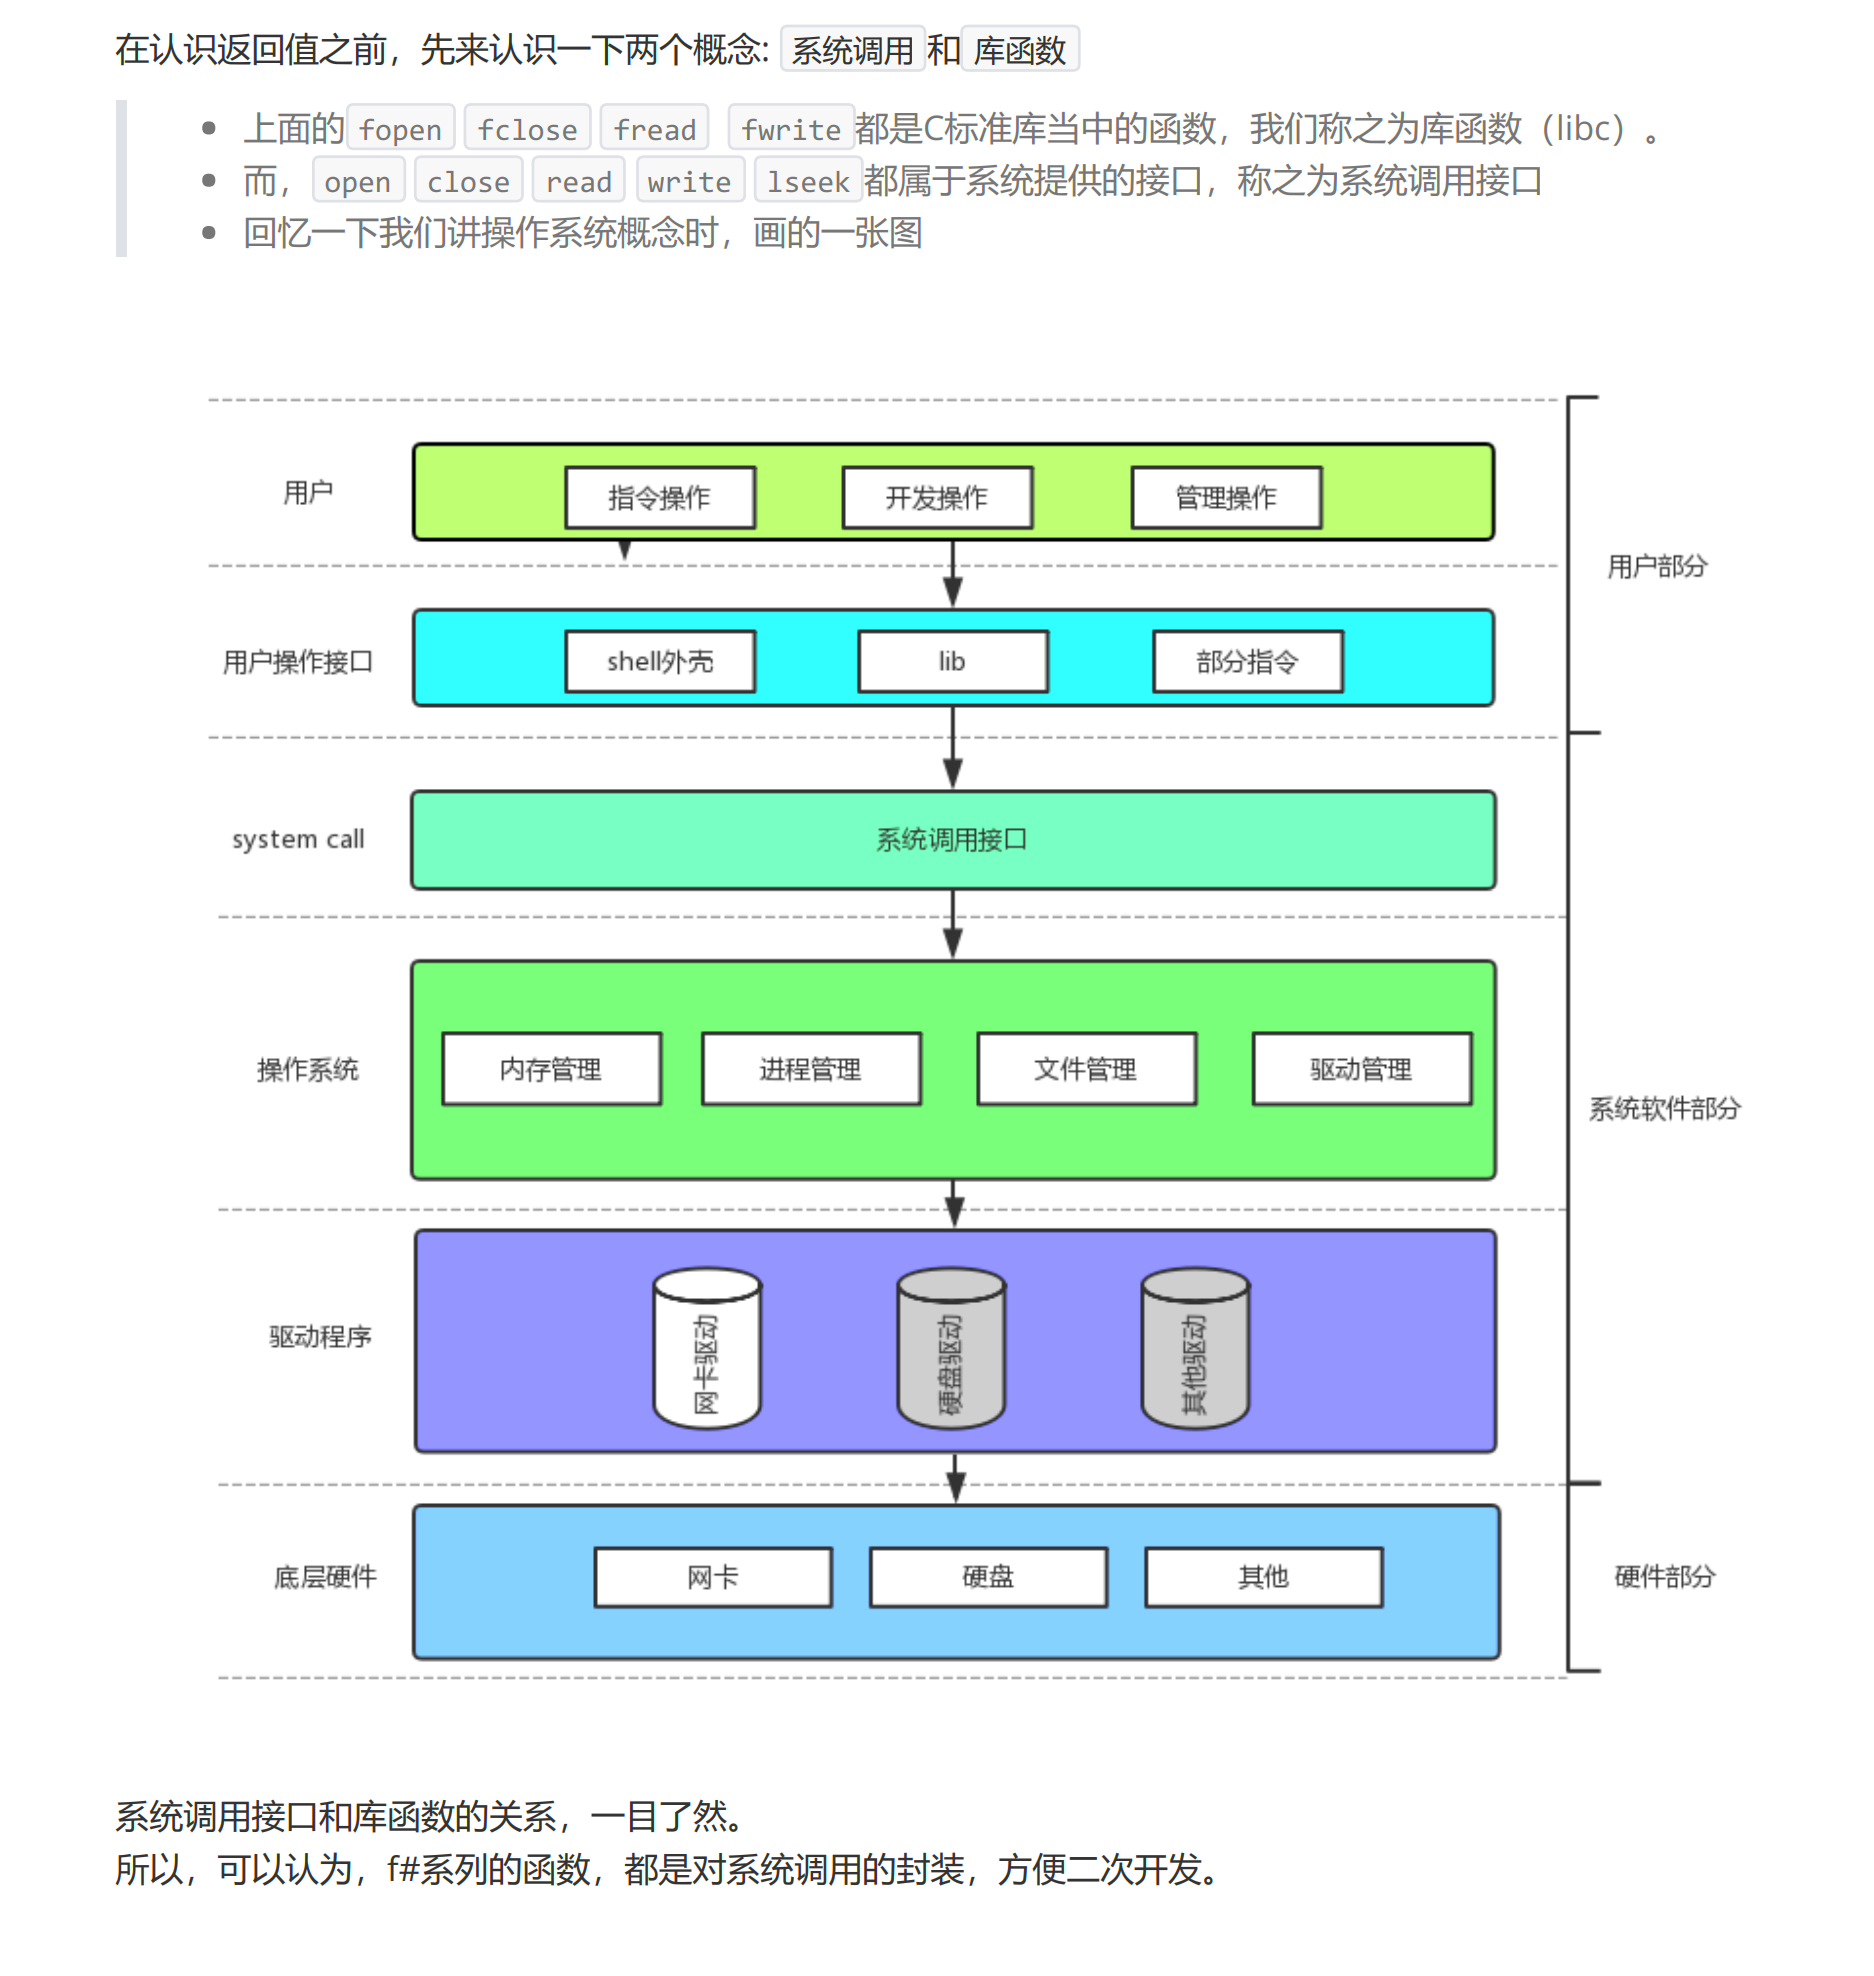 在认识返回值之前，先来认识一下两个概念: 系统调用 和 库函数
上面的 fopen fclose fread fwrite 都是C标准库当中的函数，我们称之为库函数（libc）。
而， open close read write lseek 都属于系统提供的接口，称之为系统调用接口
回忆一下我们讲操作系统概念时，画的一张图
用户
指令操作
开发操作
管理操作
用户部分
用户操作接口
shell外壳
lib
部分指令
system call
系统调用接口
操作系统
内存管理
进程管理
文件管理
驱动管理
系统软件部分
驱动程序
网卡驱动
硬盘驱动
其他驱动
底层硬件
网卡
硬盘
其他
硬件部分
系统调用接口和库函数的关系，一目了然。
所以，可以认为，f#系列的函数，都是对系统调用的封装，方便二次开发。